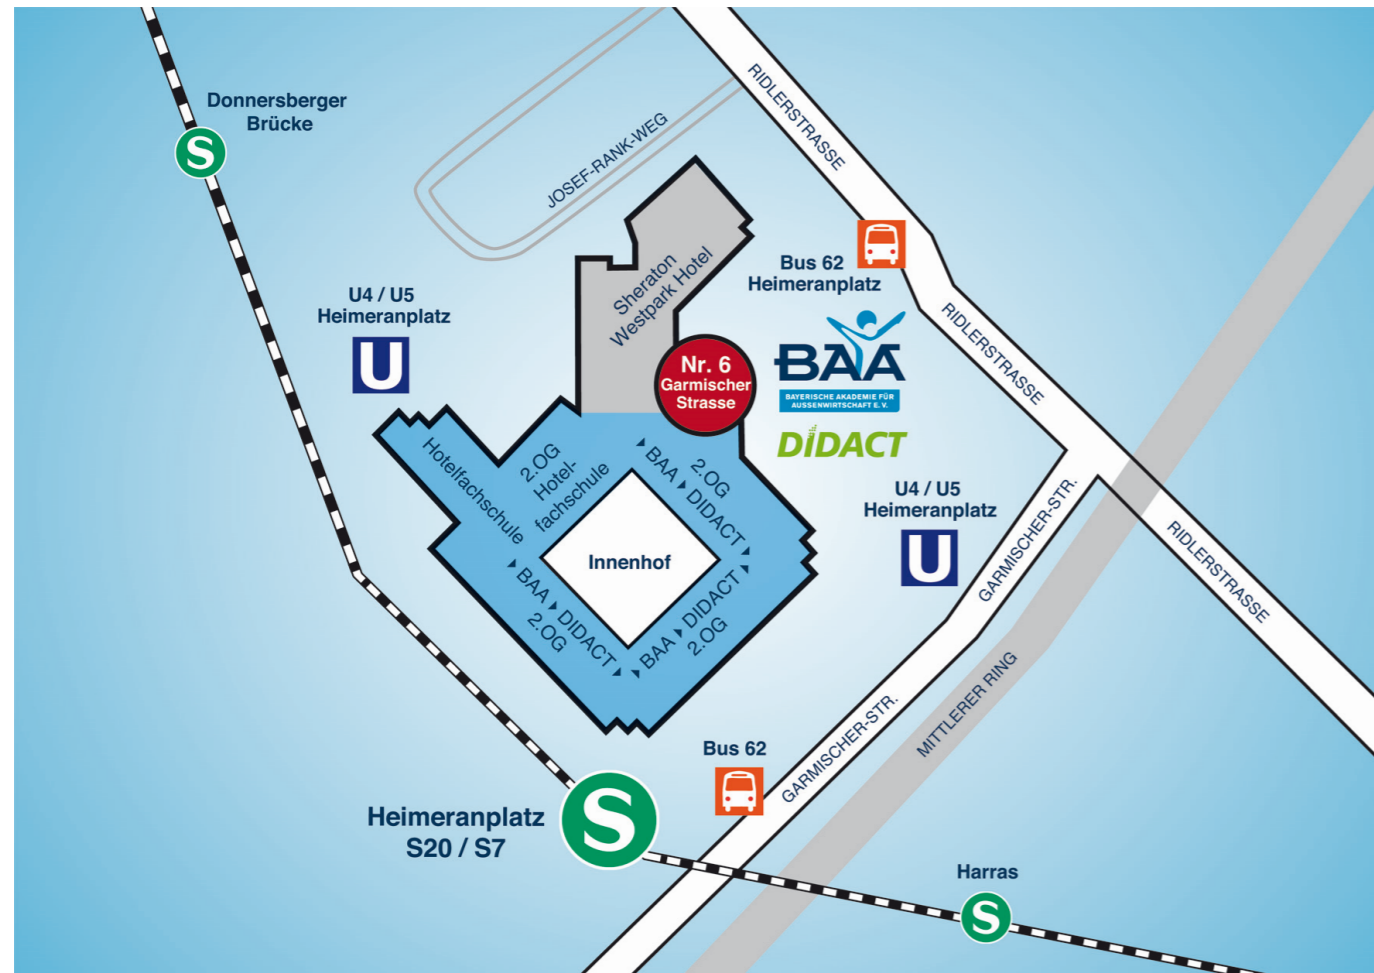 Donnersberger
Brücke
S
JOSEF-RANK-WEG
RIDLERSTRASSE
Sheraton
Westpark Hotel
Bus 62
Heimeranplatz
RIDLERSTRASSE
U4 / U5
Heimeranplatz
U
Nr. 6
Garmischer
Strasse
BAA
BAYERISCHE AKADEMIE FÜR
AUSSENWIRTSCHAFT E. V.
DIDACT
Hotelfachschule
2.OG
Hotel-
fachschule
2.OG
BAA ▸ DIDACT
Innenhof
BAA ▸ DIDACT
2.OG
BAA ▸ DIDACT
2.OG
U4 / U5
Heimeranplatz
U
GARMISCHER-STR.
RIDLERSTRASSE
MITTLERER RING
GARMISCHER-STR.
Bus 62
Heimeranplatz
S20 / S7
S
Harras
S